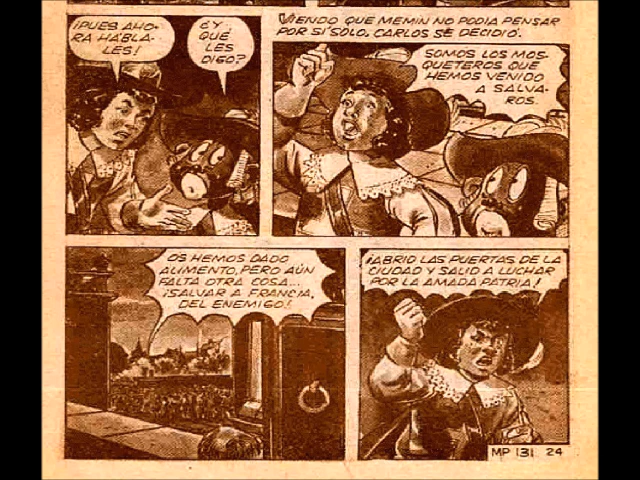 ¡PUES AHO-
RA HÁBLA-
LES!
¿Y...
QUÉ
LES
DIGO?
VIENDO QUE MEMÍN NO PODÍA PENSAR
POR SÍ SOLO, CARLOS SE DECIDIÓ.
SOMOS LOS MOS-
QUETEROS QUE
HEMOS VENIDO
A SALVA-
ROS.
OS HEMOS DADO
ALIMENTO, PERO AÚN
FALTA OTRA COSA...
¡SALVAR A FRANCIA,
DEL ENEMIGO!
¡ABRID LAS PUERTAS DE LA
CIUDAD Y SALID A LUCHAR
POR LA AMADA PATRIA!
MP 131 24